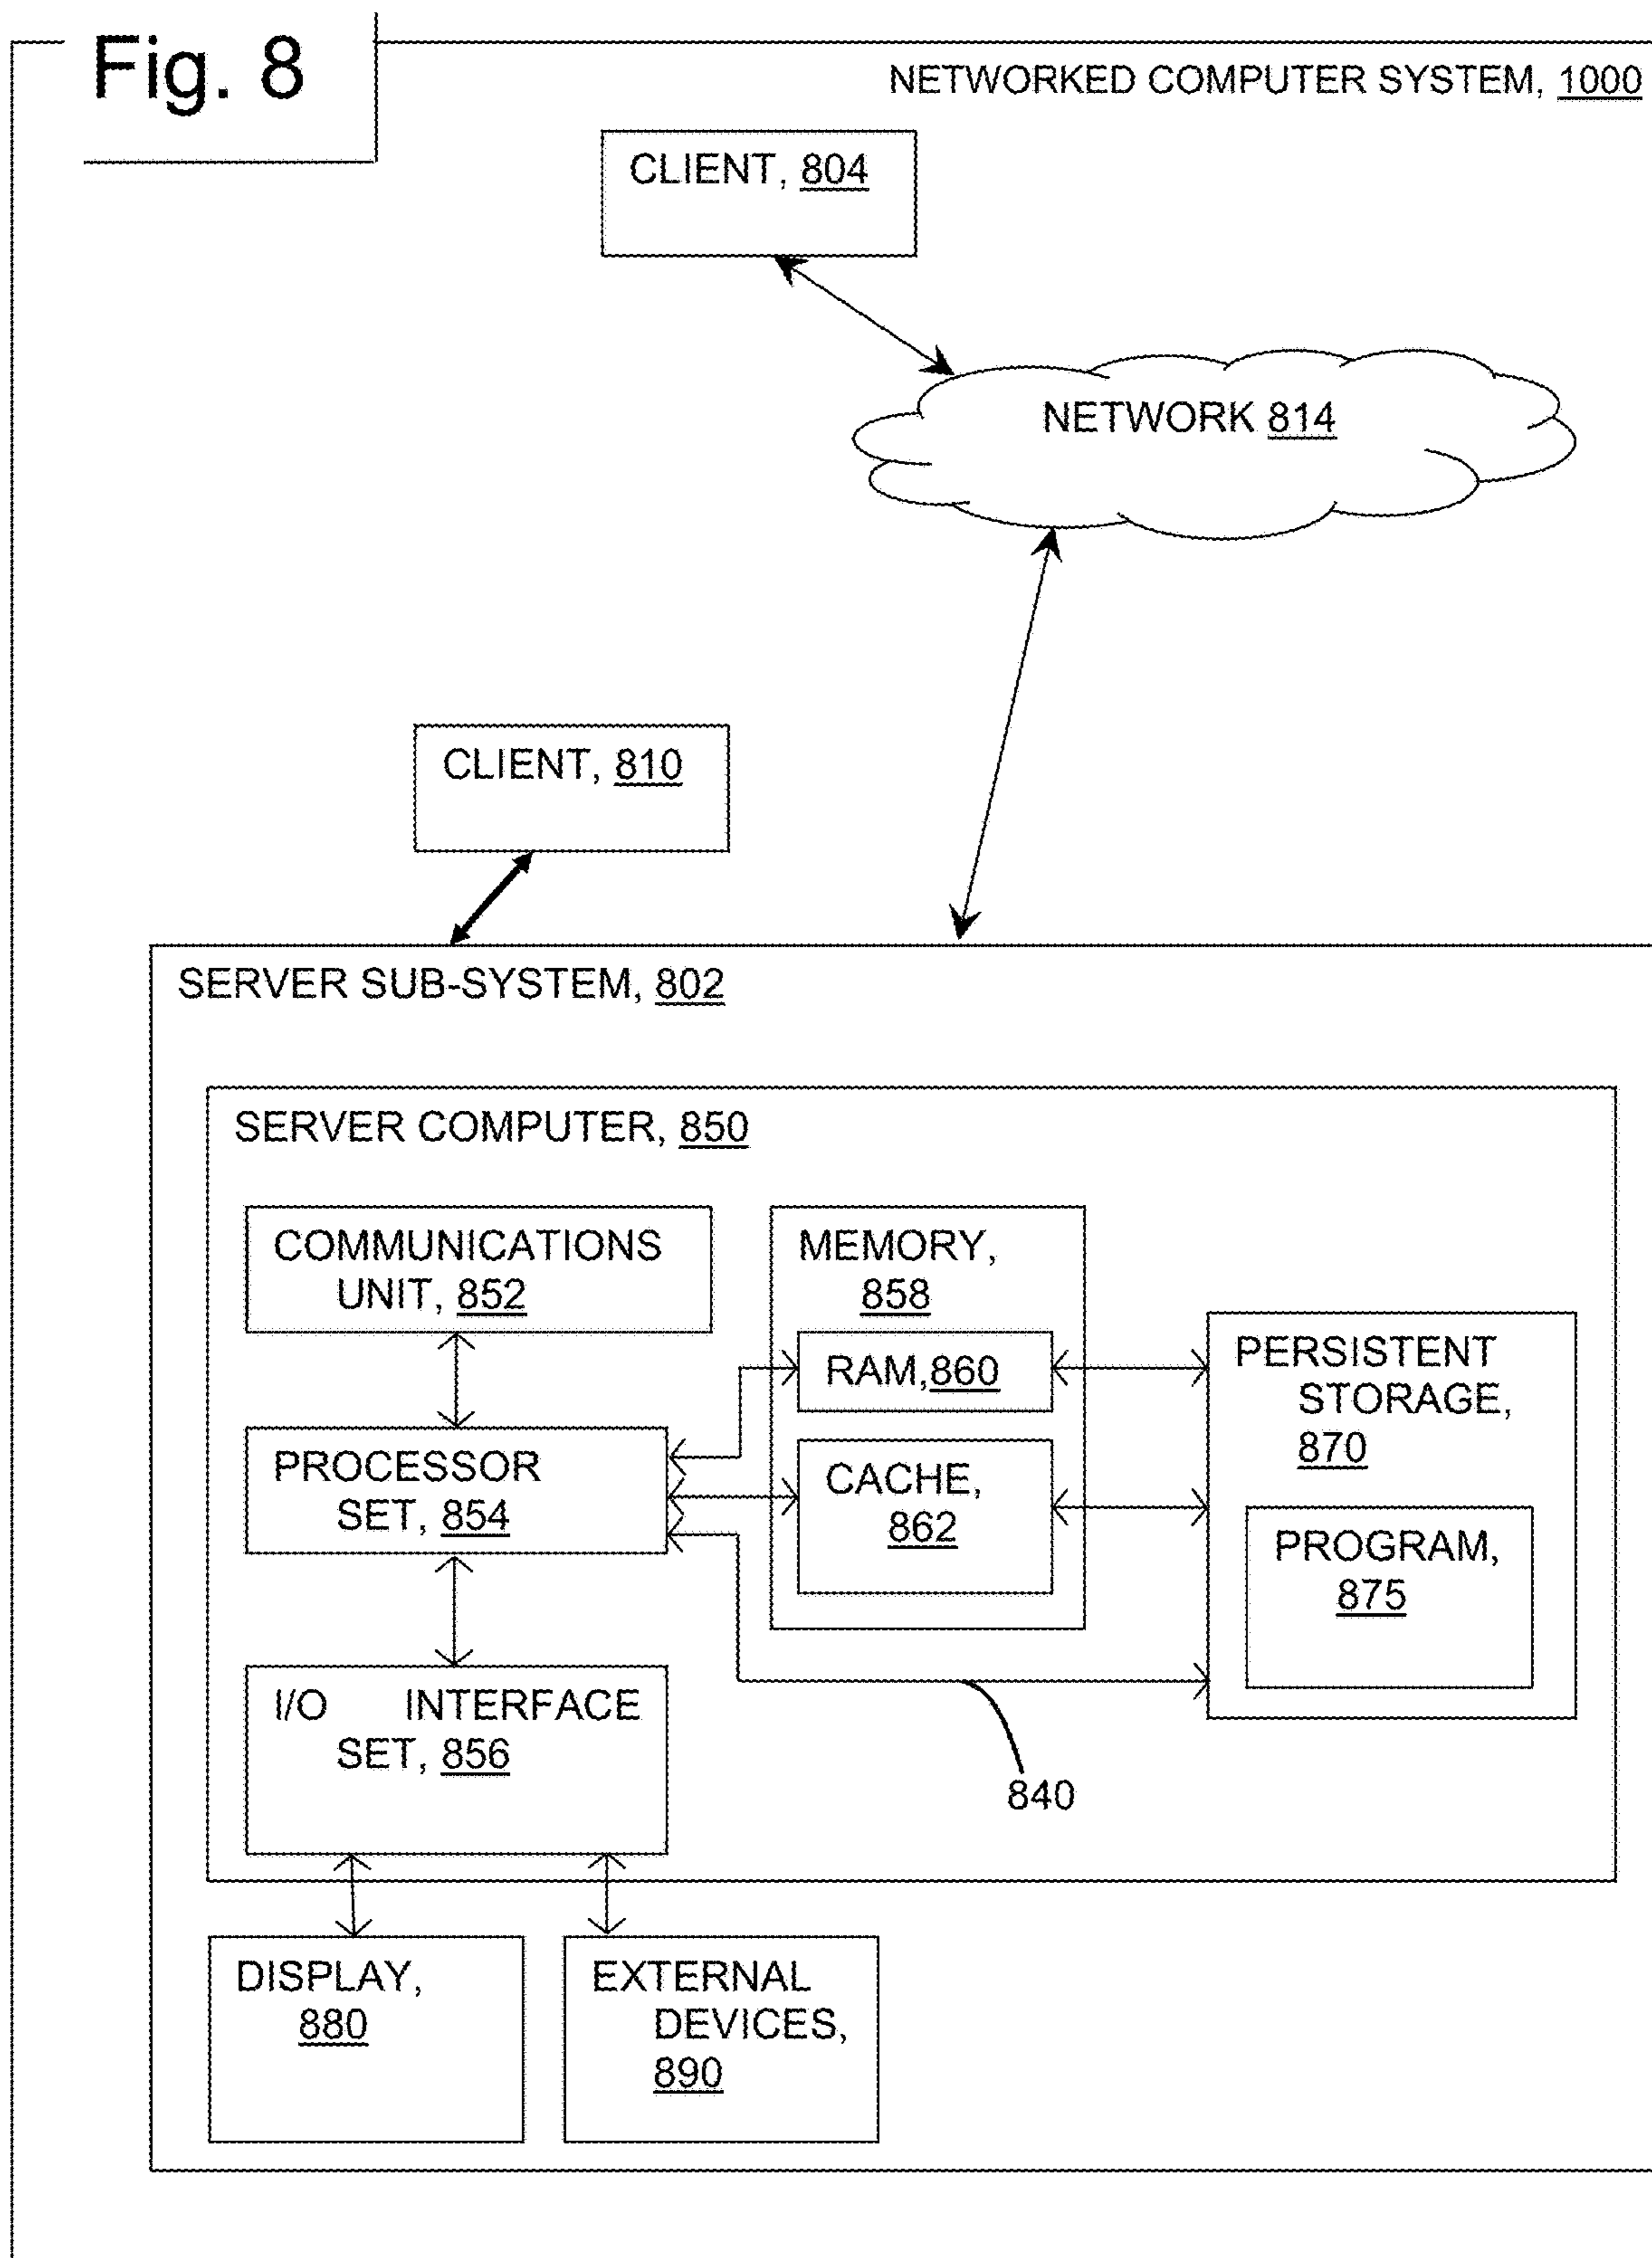 Fig. 8
NETWORKED COMPUTER SYSTEM, 1000
CLIENT, 804
NETWORK 814
CLIENT, 810
SERVER SUB-SYSTEM, 802
SERVER COMPUTER, 850
COMMUNICATIONS
UNIT, 852
MEMORY,
858
RAM,860
PERSISTENT
STORAGE,
870
PROCESSOR
SET, 854
CACHE,
862
PROGRAM,
875
I/O INTERFACE
SET, 856
840
DISPLAY,
880
EXTERNAL
DEVICES,
890